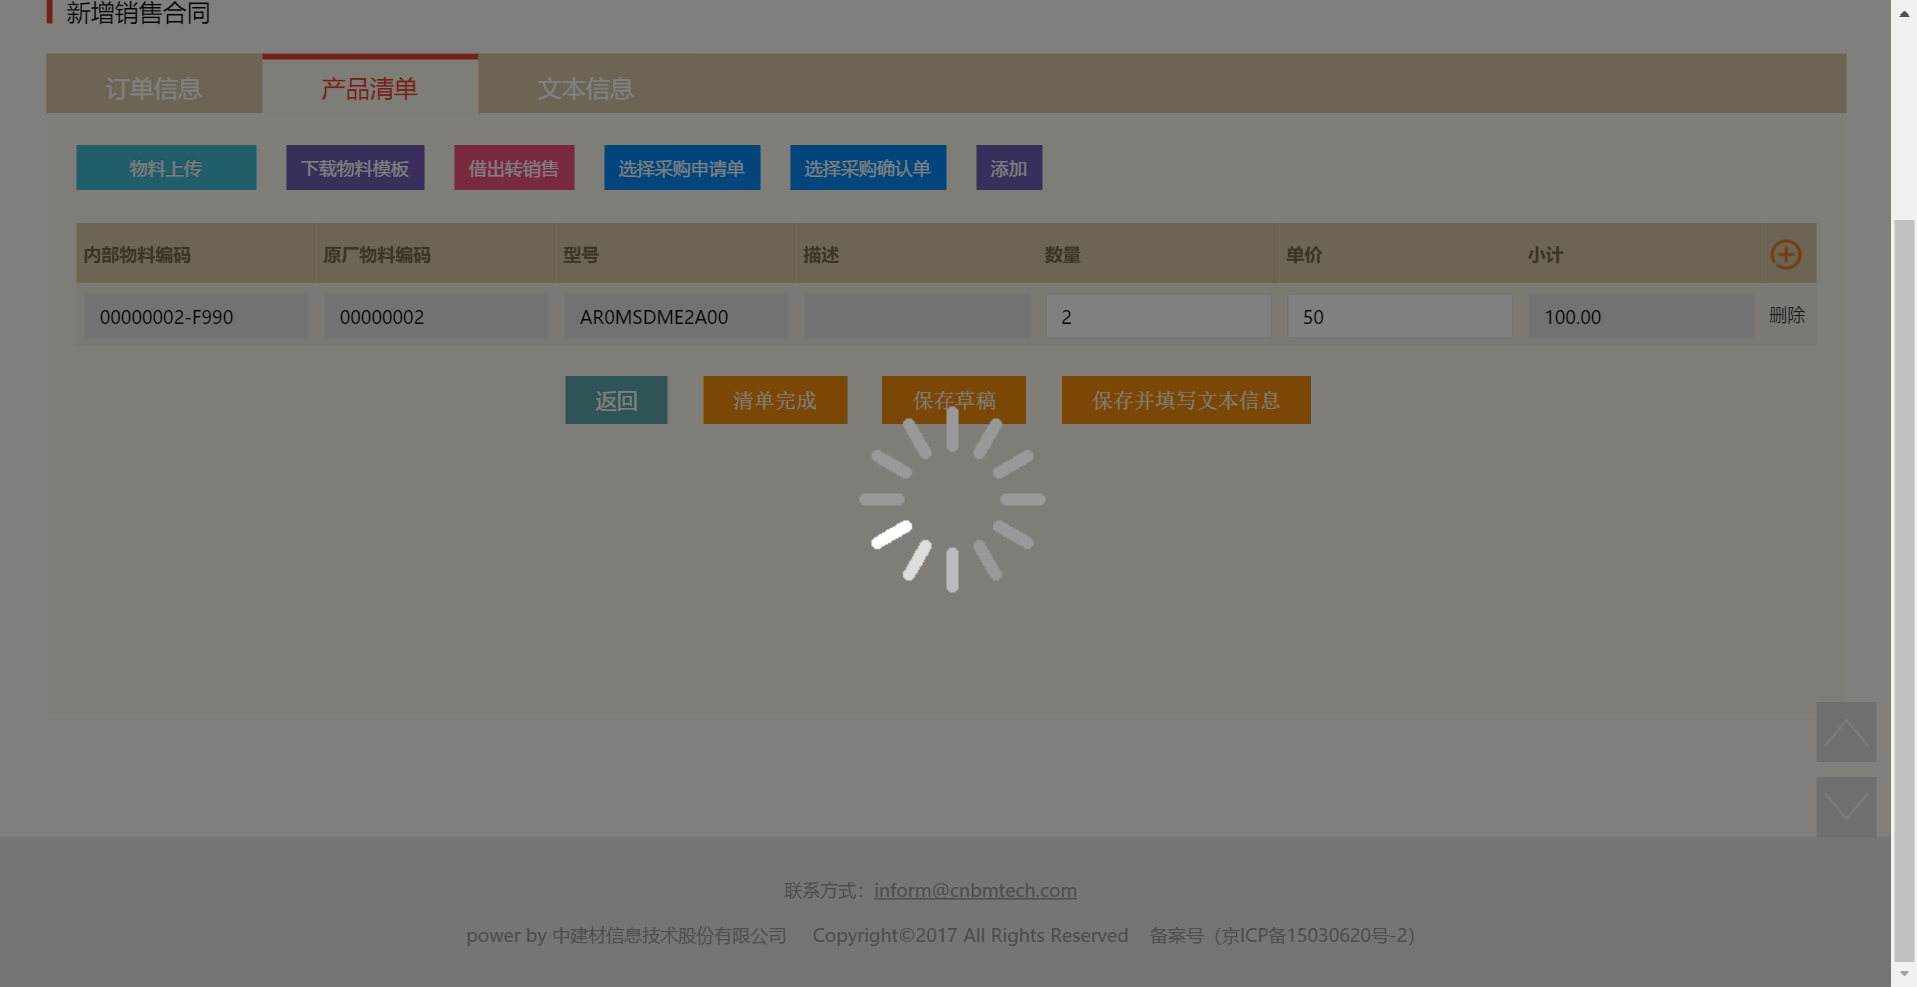 新增销售合同
订单信息 产品清单 文本信息
物料上传 下载物料模板 借出转销售 选择采购申请单 选择采购确认单 添加
内部物料编码 原厂物料编码 型号 描述 数量 单价 小计
00000002-F990 00000002 AR0MSDME2A00 2 50 100.00 删除
返回 清单完成 保存草稿 保存并填写文本信息
联系方式：inform@cnbmtech.com
power by 中建材信息技术股份有限公司 Copyright©2017 All Rights Reserved 备案号（京ICP备15030620号-2）